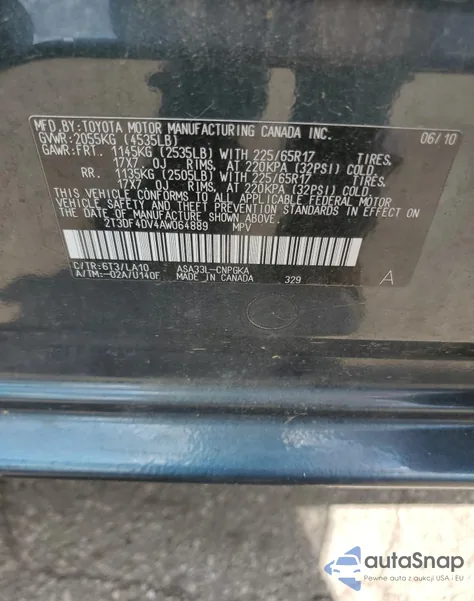 MFD.BY: TOYOTA MOTOR MANUFACTURING CANADA INC. 06/10
GVWR: 2055KG (4535LB)
GAWR: FRT. 1145KG (2535LB) WITH 225/65R17 TIRES,
17X7 OJ RIMS, AT 220KPA (32PSI) COLD.
RR. 1135KG (2505LB) WITH 225/65R17 TIRES,
17X7 OJ RIMS, AT 220KPA (32PSI) COLD.
THIS VEHICLE CONFORMS TO ALL APPLICABLE FEDERAL MOTOR
VEHICLE SAFETY AND THEFT PREVENTION STANDARDS IN EFFECT ON
THE DATE OF MANUFACTURE SHOWN ABOVE.
2T3DF4DV4AW064889 MPV
C/TR: 6T3/LA10 ASA33L-CNPGKA
A/TM: -02A/U140F MADE IN CANADA 329 A
autoSnap
Pewne auta z aukcji USA i EU